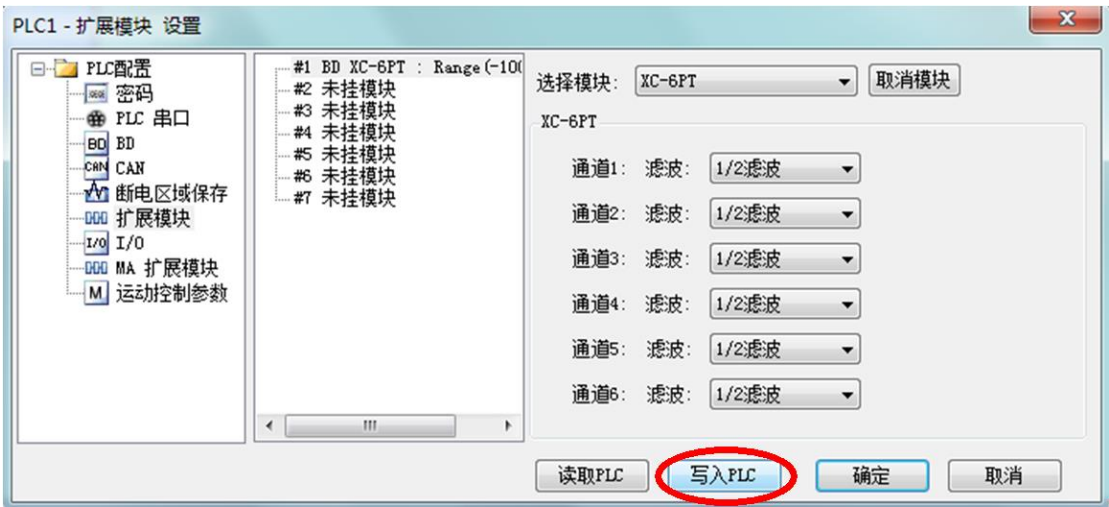 PLC1 - 扩展模块 设置
PLC配置
密码
PLC 串口
BD BD
CAN CAN
断电区域保存
扩展模块
I/O I/O
MA 扩展模块
M 运动控制参数
#1 BD XC-6PT : Range(-100
#2 未挂模块
#3 未挂模块
#4 未挂模块
#5 未挂模块
#6 未挂模块
#7 未挂模块
选择模块: XC-6PT 取消模块
XC-6PT
通道1: 滤波: 1/2滤波
通道2: 滤波: 1/2滤波
通道3: 滤波: 1/2滤波
通道4: 滤波: 1/2滤波
通道5: 滤波: 1/2滤波
通道6: 滤波: 1/2滤波
读取PLC 写入PLC 确定 取消